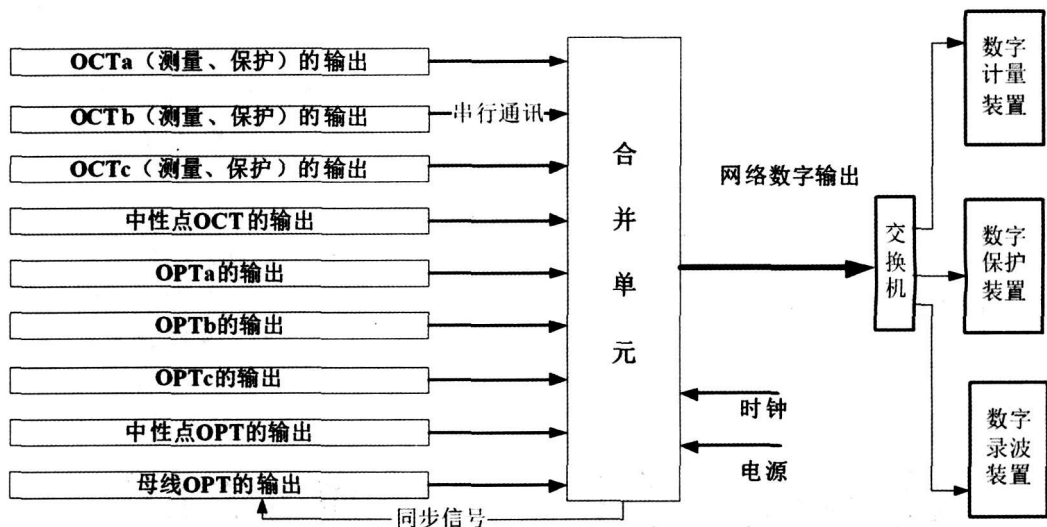 OCTa（测量、保护）的输出
OCTb（测量、保护）的输出
串行通讯
OCTc（测量、保护）的输出
中性点OCT的输出
OPTa的输出
OPTb的输出
OPTc的输出
中性点OPT的输出
母线OPT的输出
同步信号
合并单元
网络数字输出
时钟
电源
交换机
数字
计量
装置
数字
保护
装置
数字
录波
装置